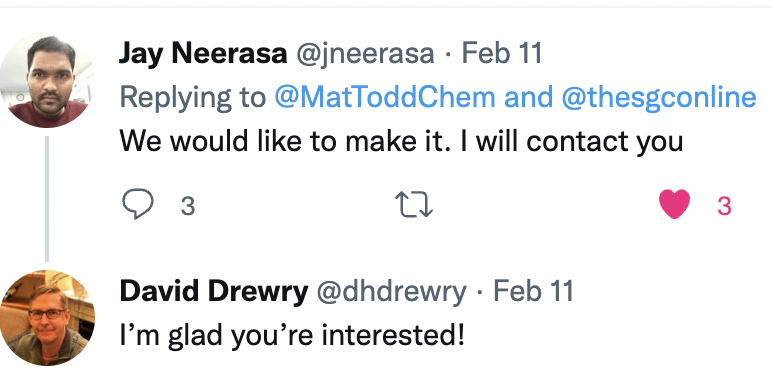 Jay Neerasa @jneerasa · Feb 11
Replying to @MatToddChem and @thesgconline
We would like to make it. I will contact you
3 3
David Drewry @dhdrewry · Feb 11
I’m glad you’re interested!